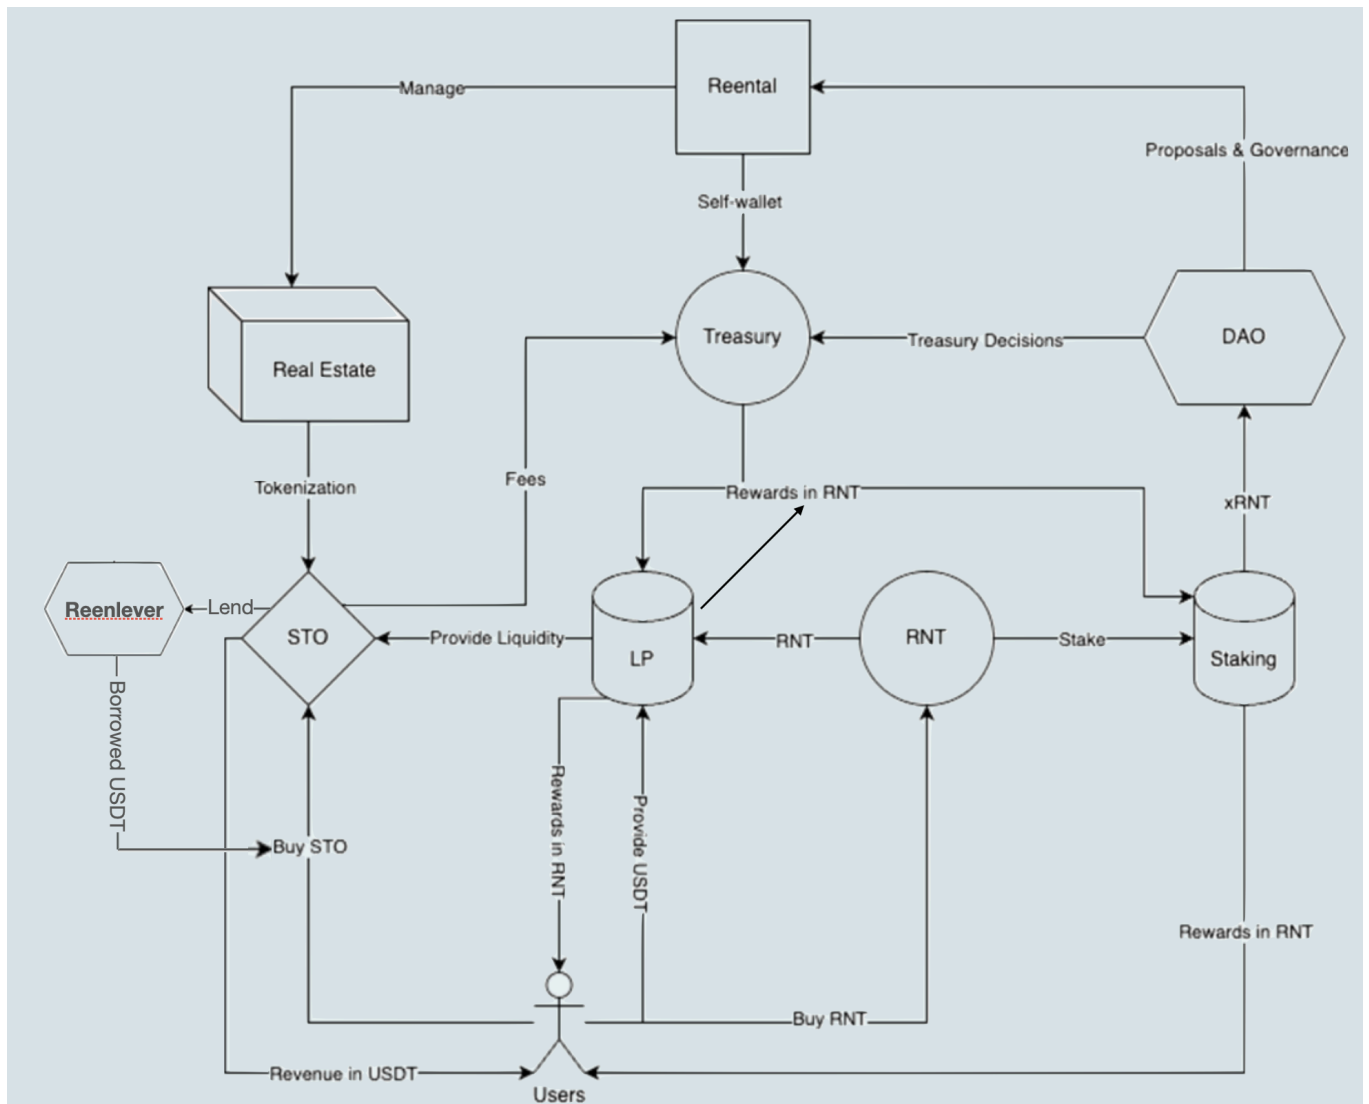 Reental
Manage
Proposals & Governance
Self-wallet
Treasury
Treasury Decisions
DAO
Real Estate
Fees
Tokenization
Rewards in RNT
xRNT
Reenlever
Lend
STO
Provide Liquidity
LP
RNT
RNT
Stake
Staking
Borrowed USDT
Buy STO
Rewards in RNT
Provide USDT
Rewards in RNT
Buy RNT
Revenue in USDT
Users